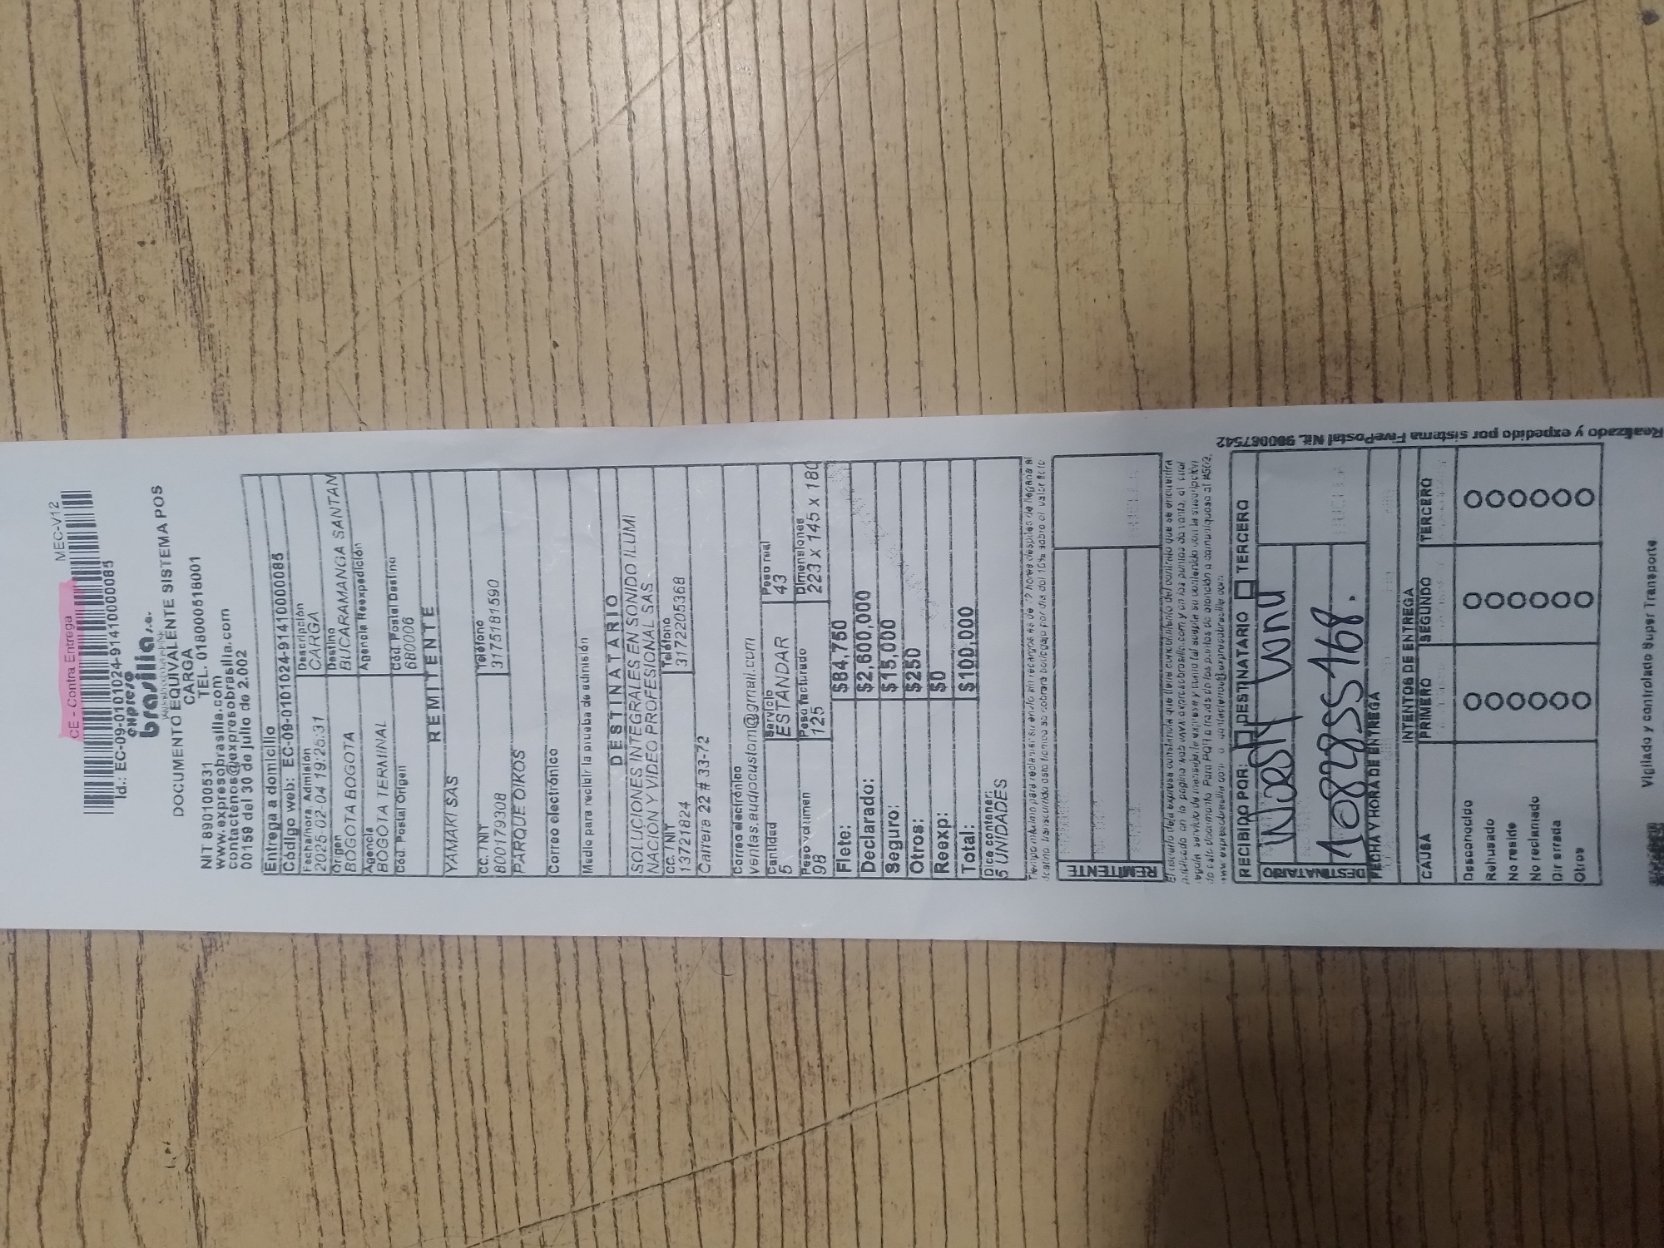 CE - Contra Entrega
MEC-V12
Id.: EC-09-0101024-91410000085
expreso
brasilia s.a.
DOCUMENTO EQUIVALENTE SISTEMA POS
CARGA
NIT 890100531 TEL. 018000518001
www.expresobrasilia.com
contactenos@expresobrasilia.com
00159 del 30 de julio de 2.002
Entrega a domicilio
Código web: EC-09-0101024-91410000085
Fecha/hora Admisión Descripción
2025-02-04 19:25:31 CARGA
Origen Destino
BOGOTA BOGOTA BUCARAMANGA SANTAN
Agencia Agencia Reexpedición
BOGOTA TERMINAL
Cód. Postal Origen Cód. Postal Destino
680006
REMITENTE
YAMAKI SAS
CC. / NIT Teléfono
800179308 3175181590
PARQUE OIKOS
Correo electrónico
Medio para recibir la prueba de admisión
DESTINATARIO
SOLUCIONES INTEGRALES EN SONIDO ILUMI
NACION Y VIDEO PROFESIONAL SAS
CC. / NIT Teléfono
13721824 3172205368
Carrera 22 # 33-72
Correo electrónico
ventas.audiocustom@gmail.com
Cantidad Servicio Peso real
5 ESTANDAR 43
Peso volumen Peso facturado Dimensiones
98 125 223 x 145 x 180
Flete: $84,750
Declarado: $2,600,000
Seguro: $15,000
Otros: $250
Reexp: $0
Total: $100,000
Dice contener:
5 UNIDADES
REMITENTE
RECIBIDO POR: DESTINATARIO TERCERO
DESTINATARIO
1082855168.
FECHA Y HORA DE ENTREGA
INTENTOS DE ENTREGA
CAUSA PRIMERO SEGUNDO TERCERO
Desconocido
Rehusado
No reside
No reclamado
Dir errada
Otros
Vigilado y controlado Super Transporte
Realizado y expedido por sistema FivePostal Nit. 900087542